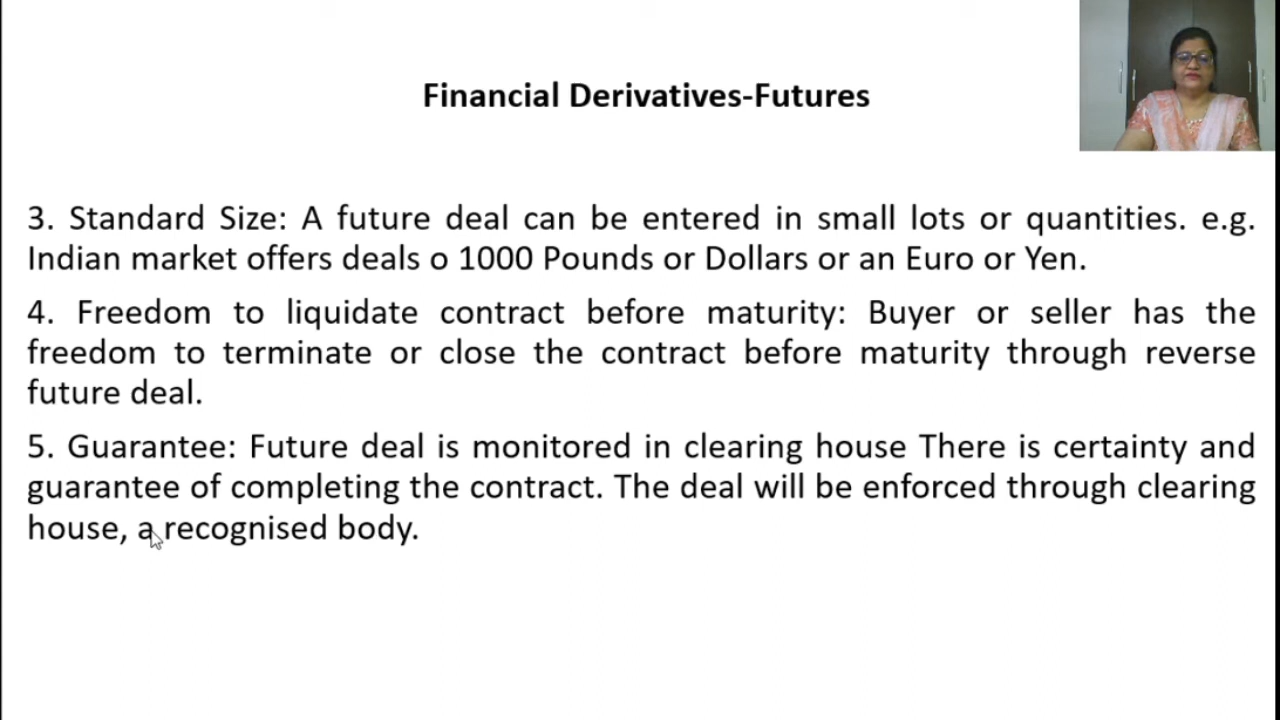 Financial Derivatives-Futures
3. Standard Size: A future deal can be entered in small lots or quantities. e.g.
Indian market offers deals o 1000 Pounds or Dollars or an Euro or Yen.
4. Freedom to liquidate contract before maturity: Buyer or seller has the
freedom to terminate or close the contract before maturity through reverse
future deal.
5. Guarantee: Future deal is monitored in clearing house There is certainty and
guarantee of completing the contract. The deal will be enforced through clearing
house, a recognised body.